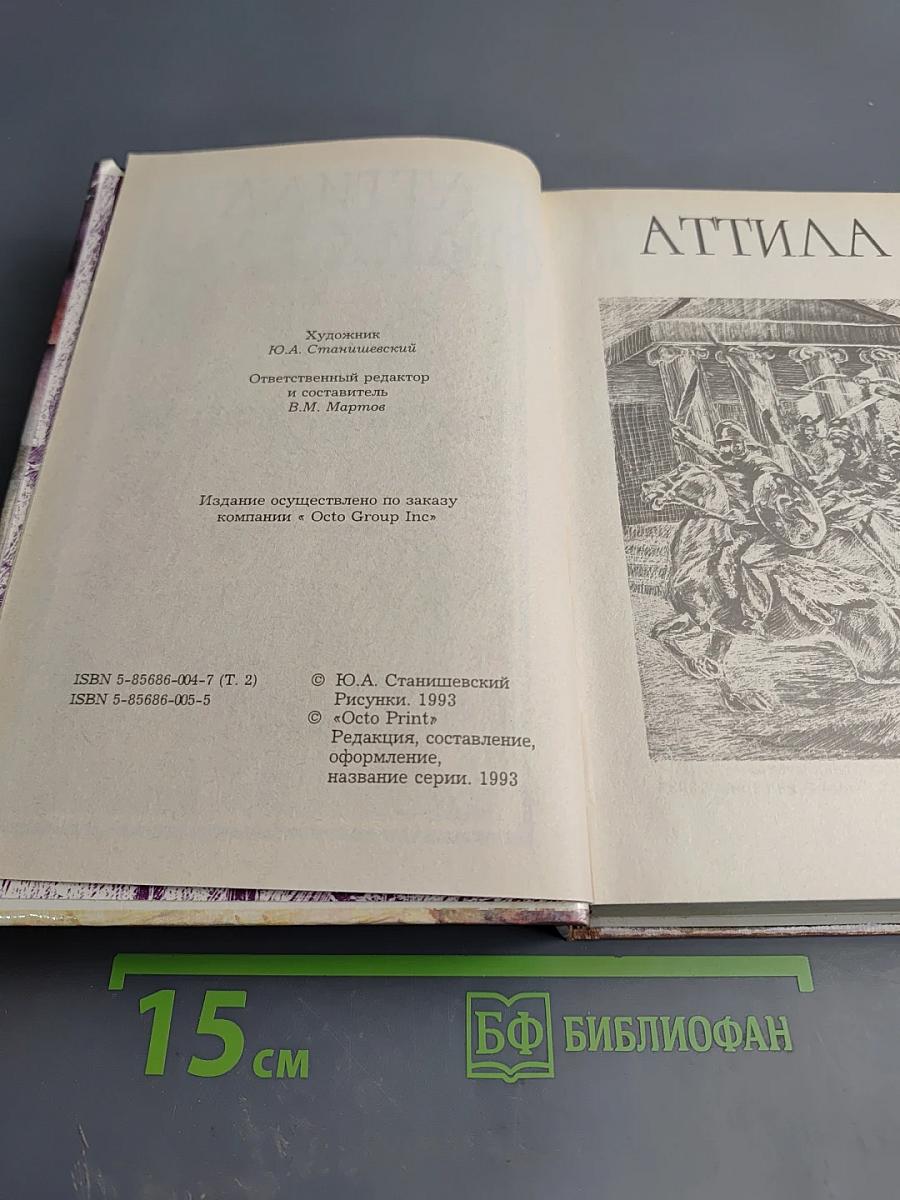 Художник
Ю.А. Станишевский
Ответственный редактор
и составитель
В.М. Мартов
Издание осуществлено по заказу
компании « Octo Group Inc»
ISBN 5-85686-004-7 (Т. 2)
ISBN 5-85686-005-5
© Ю.А. Станишевский
Рисунки. 1993
© «Octo Print»
Редакция, составление,
оформление,
название серии. 1993
АТТИЛА
15 см
БФ БИБЛИОФАН